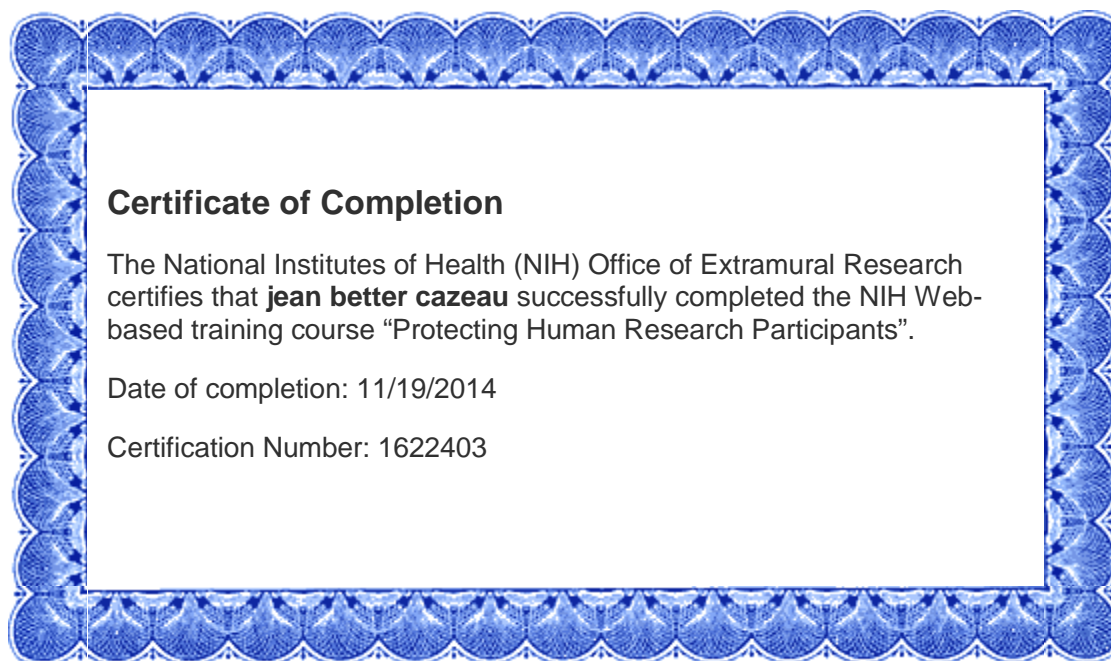 Certificate of Completion
The National Institutes of Health (NIH) Office of Extramural Research
certifies that jean better cazeau successfully completed the NIH Web-
based training course “Protecting Human Research Participants”.
Date of completion: 11/19/2014
Certification Number: 1622403